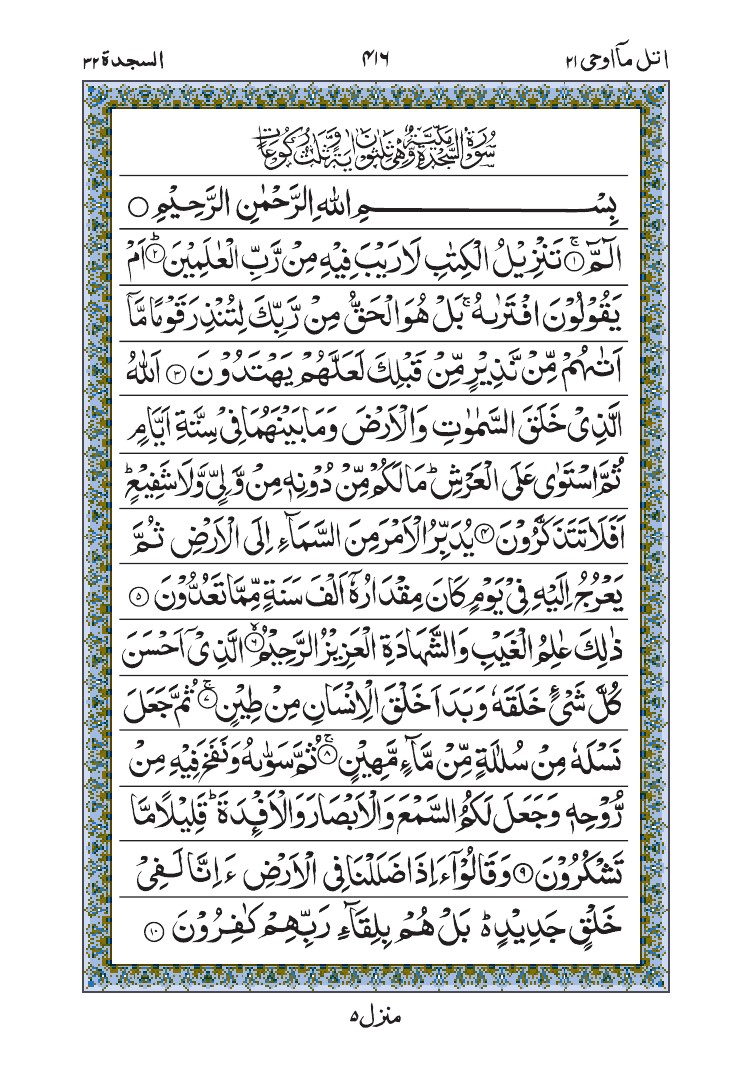 اتل مآ اوحی ۲۱ ۴۱۶ السجدة ۳۲
سُوْرَةُ السَّجْدَةِ مَكِّيَّةٌ وَّهِيَ ثَلٰثُوْنَ اٰيَةً وَّثَلٰثُ رُكُوْعَاتٍ
بِسْمِ اللّٰهِ الرَّحْمٰنِ الرَّحِيْمِ ○
الٓمّٓ ۚ﴿۱﴾ تَنْزِيْلُ الْكِتٰبِ لَا رَيْبَ فِيْهِ مِنْ رَّبِّ الْعٰلَمِيْنَ ؕ﴿۲﴾ اَمْ
يَقُوْلُوْنَ افْتَرٰىهُ ۚ بَلْ هُوَ الْحَقُّ مِنْ رَّبِّكَ لِتُنْذِرَ قَوْمًا مَّاۤ
اَتٰىهُمْ مِّنْ نَّذِيْرٍ مِّنْ قَبْلِكَ لَعَلَّهُمْ يَهْتَدُوْنَ ﴿۳﴾ اَللّٰهُ
الَّذِیْ خَلَقَ السَّمٰوٰتِ وَالْاَرْضَ وَمَا بَيْنَهُمَا فِیْ سِتَّةِ اَيَّامٍ
ثُمَّ اسْتَوٰى عَلَى الْعَرْشِ ؕ مَا لَكُمْ مِّنْ دُوْنِهٖ مِنْ وَّلِیٍّ وَّلَا شَفِيْعٍ ؕ
اَفَلَا تَتَذَكَّرُوْنَ ﴿۴﴾ يُدَبِّرُ الْاَمْرَ مِنَ السَّمَآءِ اِلَى الْاَرْضِ ثُمَّ
يَعْرُجُ اِلَيْهِ فِیْ يَوْمٍ كَانَ مِقْدَارُهٗۤ اَلْفَ سَنَةٍ مِّمَّا تَعُدُّوْنَ ﴿۵﴾
ذٰلِكَ عٰلِمُ الْغَيْبِ وَالشَّهَادَةِ الْعَزِيْزُ الرَّحِيْمُ ۙ﴿۶﴾ الَّذِیْۤ اَحْسَنَ
كُلَّ شَیْءٍ خَلَقَهٗ وَبَدَاَ خَلْقَ الْاِنْسَانِ مِنْ طِيْنٍ ۚ﴿۷﴾ ثُمَّ جَعَلَ
نَسْلَهٗ مِنْ سُلٰلَةٍ مِّنْ مَّآءٍ مَّهِيْنٍ ۚ﴿۸﴾ ثُمَّ سَوّٰىهُ وَنَفَخَ فِيْهِ مِنْ
رُّوْحِهٖ وَجَعَلَ لَكُمُ السَّمْعَ وَالْاَبْصَارَ وَالْاَفْـِٕدَةَ ؕ قَلِيْلًا مَّا
تَشْكُرُوْنَ ﴿۹﴾ وَقَالُوْۤا ءَاِذَا ضَلَلْنَا فِی الْاَرْضِ ءَاِنَّا لَفِیْ
خَلْقٍ جَدِيْدٍ ؕ۬ بَلْ هُمْ بِلِقَآءِ رَبِّهِمْ كٰفِرُوْنَ ﴿۱۰﴾
منزل ۵